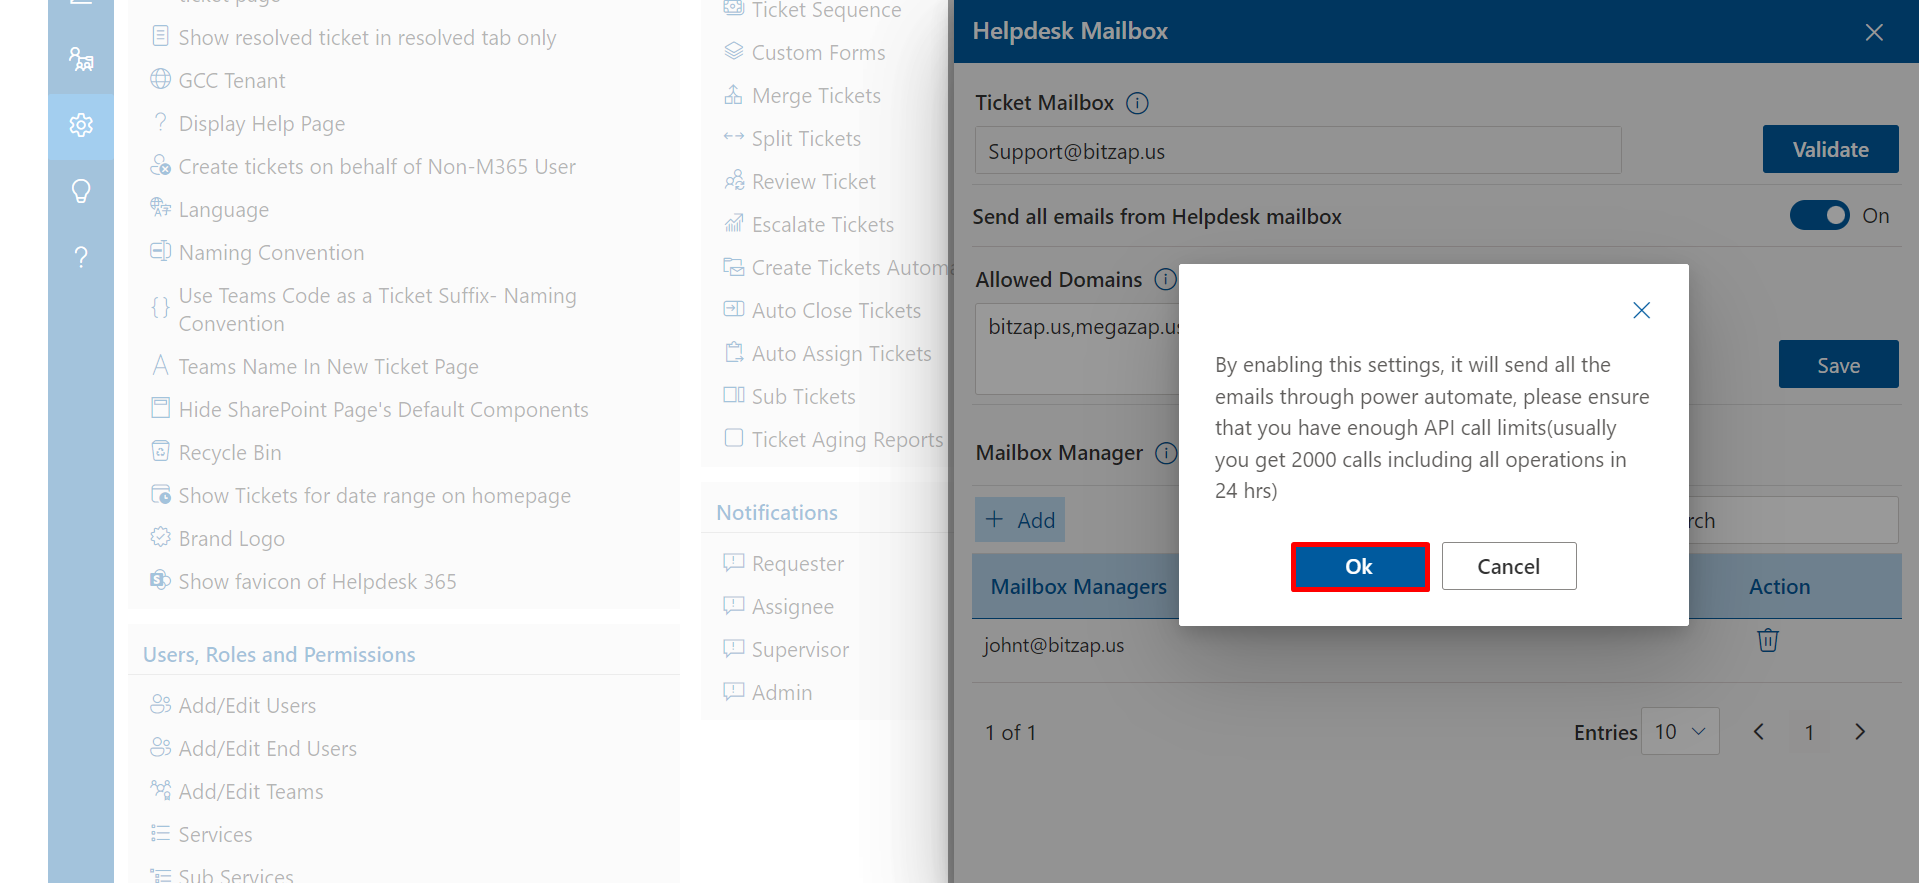 ticket page
Show resolved ticket in resolved tab only
GCC Tenant
Display Help Page
Create tickets on behalf of Non-M365 User
Language
Naming Convention
Use Teams Code as a Ticket Suffix- Naming
Convention
Teams Name In New Ticket Page
Hide SharePoint Page's Default Components
Recycle Bin
Show Tickets for date range on homepage
Brand Logo
Show favicon of Helpdesk 365
Users, Roles and Permissions
Add/Edit Users
Add/Edit End Users
Add/Edit Teams
Services
Sub Services
Ticket Sequence
Custom Forms
Merge Tickets
Split Tickets
Review Ticket
Escalate Tickets
Create Tickets Automa
Auto Close Tickets
Auto Assign Tickets
Sub Tickets
Ticket Aging Reports
Notifications
Requester
Assignee
Supervisor
Admin
Helpdesk Mailbox
Ticket Mailbox
Support@bitzap.us
Validate
Send all emails from Helpdesk mailbox
On
Allowed Domains
bitzap.us,megazap.us
Save
Mailbox Manager
+ Add
rch
Mailbox Managers
Action
johnt@bitzap.us
1 of 1
Entries 10
1
By enabling this settings, it will send all the
emails through power automate, please ensure
that you have enough API call limits(usually
you get 2000 calls including all operations in
24 hrs)
Ok
Cancel